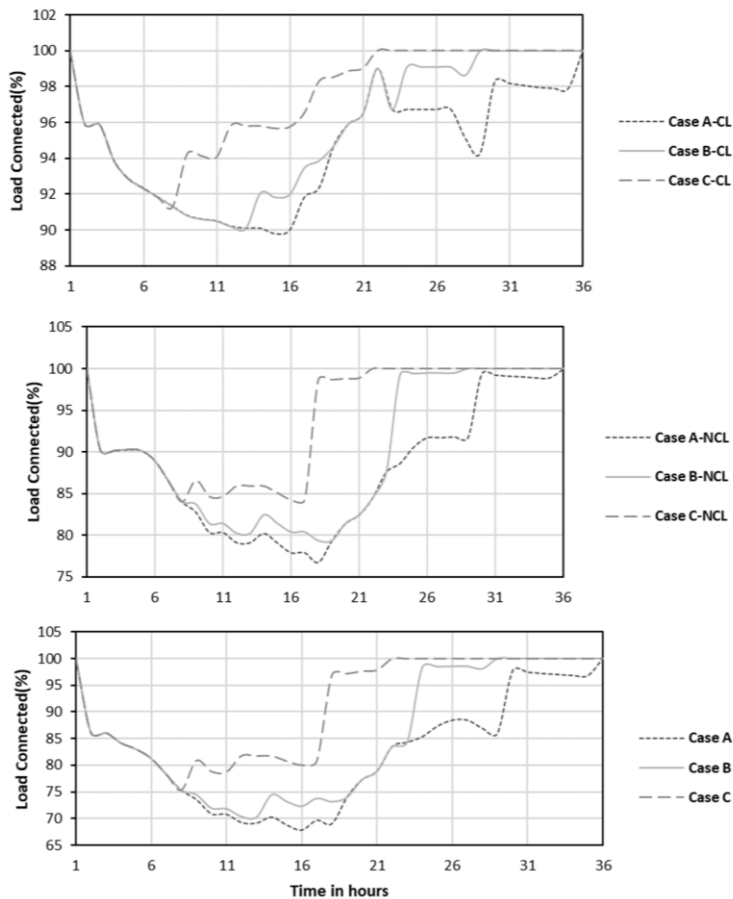 102
100
98
96
94
92
90
88
Load Connected(%)
1 6 11 16 21 26 31 36
Case A-CL
Case B-CL
Case C-CL
105
100
95
90
85
80
75
Load Connected(%)
1 6 11 16 21 26 31 36
Case A-NCL
Case B-NCL
Case C-NCL
105
100
95
90
85
80
75
70
65
Load Connected(%)
1 6 11 16 21 26 31 36
Time in hours
Case A
Case B
Case C